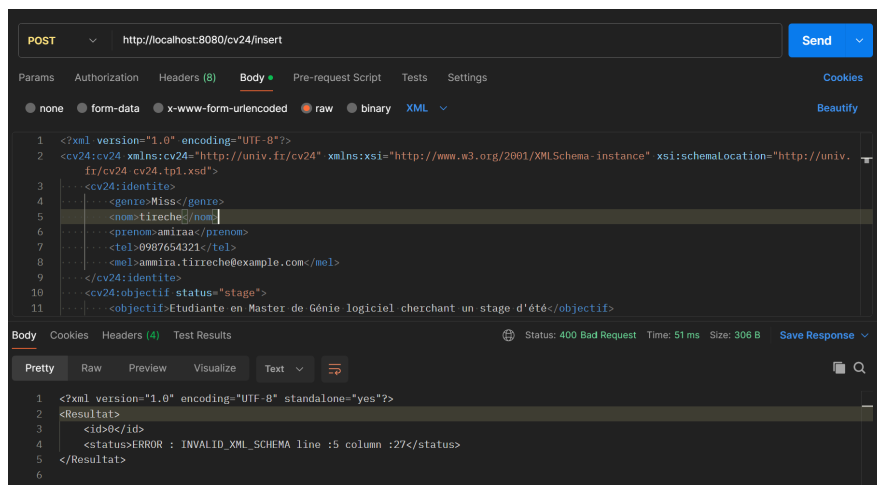 POST http://localhost:8080/cv24/insert Send
Params Authorization Headers (8) Body Pre-request Script Tests Settings Cookies
none form-data x-www-form-urlencoded raw binary XML Beautify
1 <?xml version="1.0" encoding="UTF-8"?>
2 <cv24:cv24 xmlns:cv24="http://univ.fr/cv24" xmlns:xsi="http://www.w3.org/2001/XMLSchema-instance" xsi:schemaLocation="http://univ.
fr/cv24 cv24.tp1.xsd">
3 <cv24:identite>
4 <genre>Miss</genre>
5 <nom>tireche</nom>
6 <prenom>amiraa</prenom>
7 <tel>0987654321</tel>
8 <mel>ammira.tirreche@example.com</mel>
9 </cv24:identite>
10 <cv24:objectif status="stage">
11 <objectif>Etudiante en Master de Génie logiciel cherchant un stage d'été</objectif>
Body Cookies Headers (4) Test Results Status: 400 Bad Request Time: 51 ms Size: 306 B Save Response
Pretty Raw Preview Visualize Text
1 <?xml version="1.0" encoding="UTF-8" standalone="yes"?>
2 <Resultat>
3 <id>0</id>
4 <status>ERROR : INVALID_XML_SCHEMA line :5 column :27</status>
5 </Resultat>
6